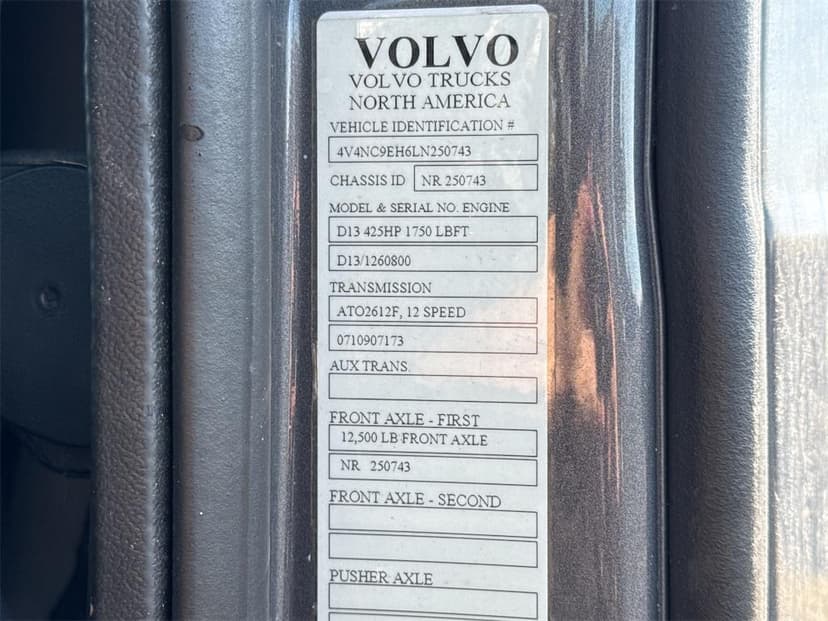 VOLVO
VOLVO TRUCKS
NORTH AMERICA
VEHICLE IDENTIFICATION #
4V4NC9EH6LN250743
CHASSIS ID NR 250743
MODEL & SERIAL NO. ENGINE
D13 425HP 1750 LBFT
D13/1260800
TRANSMISSION
ATO2612F, 12 SPEED
0710907173
AUX TRANS.
FRONT AXLE - FIRST
12,500 LB FRONT AXLE
NR 250743
FRONT AXLE - SECOND
PUSHER AXLE